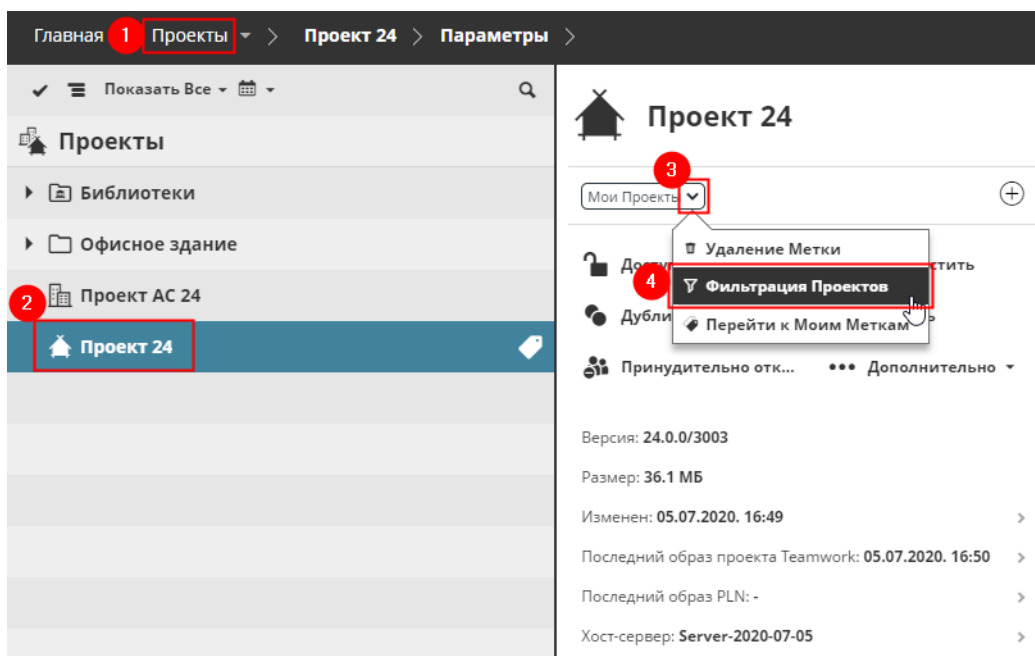 Главная 1 Проекты > Проект 24 > Параметры >
Показать Все
Проекты
Библиотеки
Офисное здание
Проект АС 24
2
Проект 24
Проект 24
3
Мои Проекты
Удаление Метки
4 Фильтрация Проектов
Перейти к Моим Меткам
Принудительно отк... ••• Дополнительно
Версия: 24.0.0/3003
Размер: 36.1 МБ
Изменен: 05.07.2020. 16:49 >
Последний образ проекта Teamwork: 05.07.2020. 16:50 >
Последний образ PLN: - >
Хост-сервер: Server-2020-07-05 >